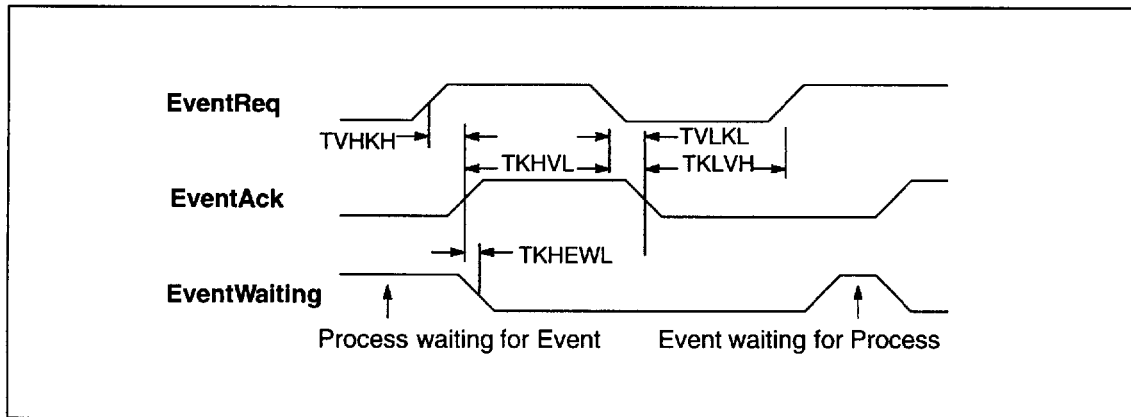 EventReq
TVHKH
TVLKL
TKHVL
TKLVH
EventAck
TKHEWL
EventWaiting
Process waiting for Event
Event waiting for Process